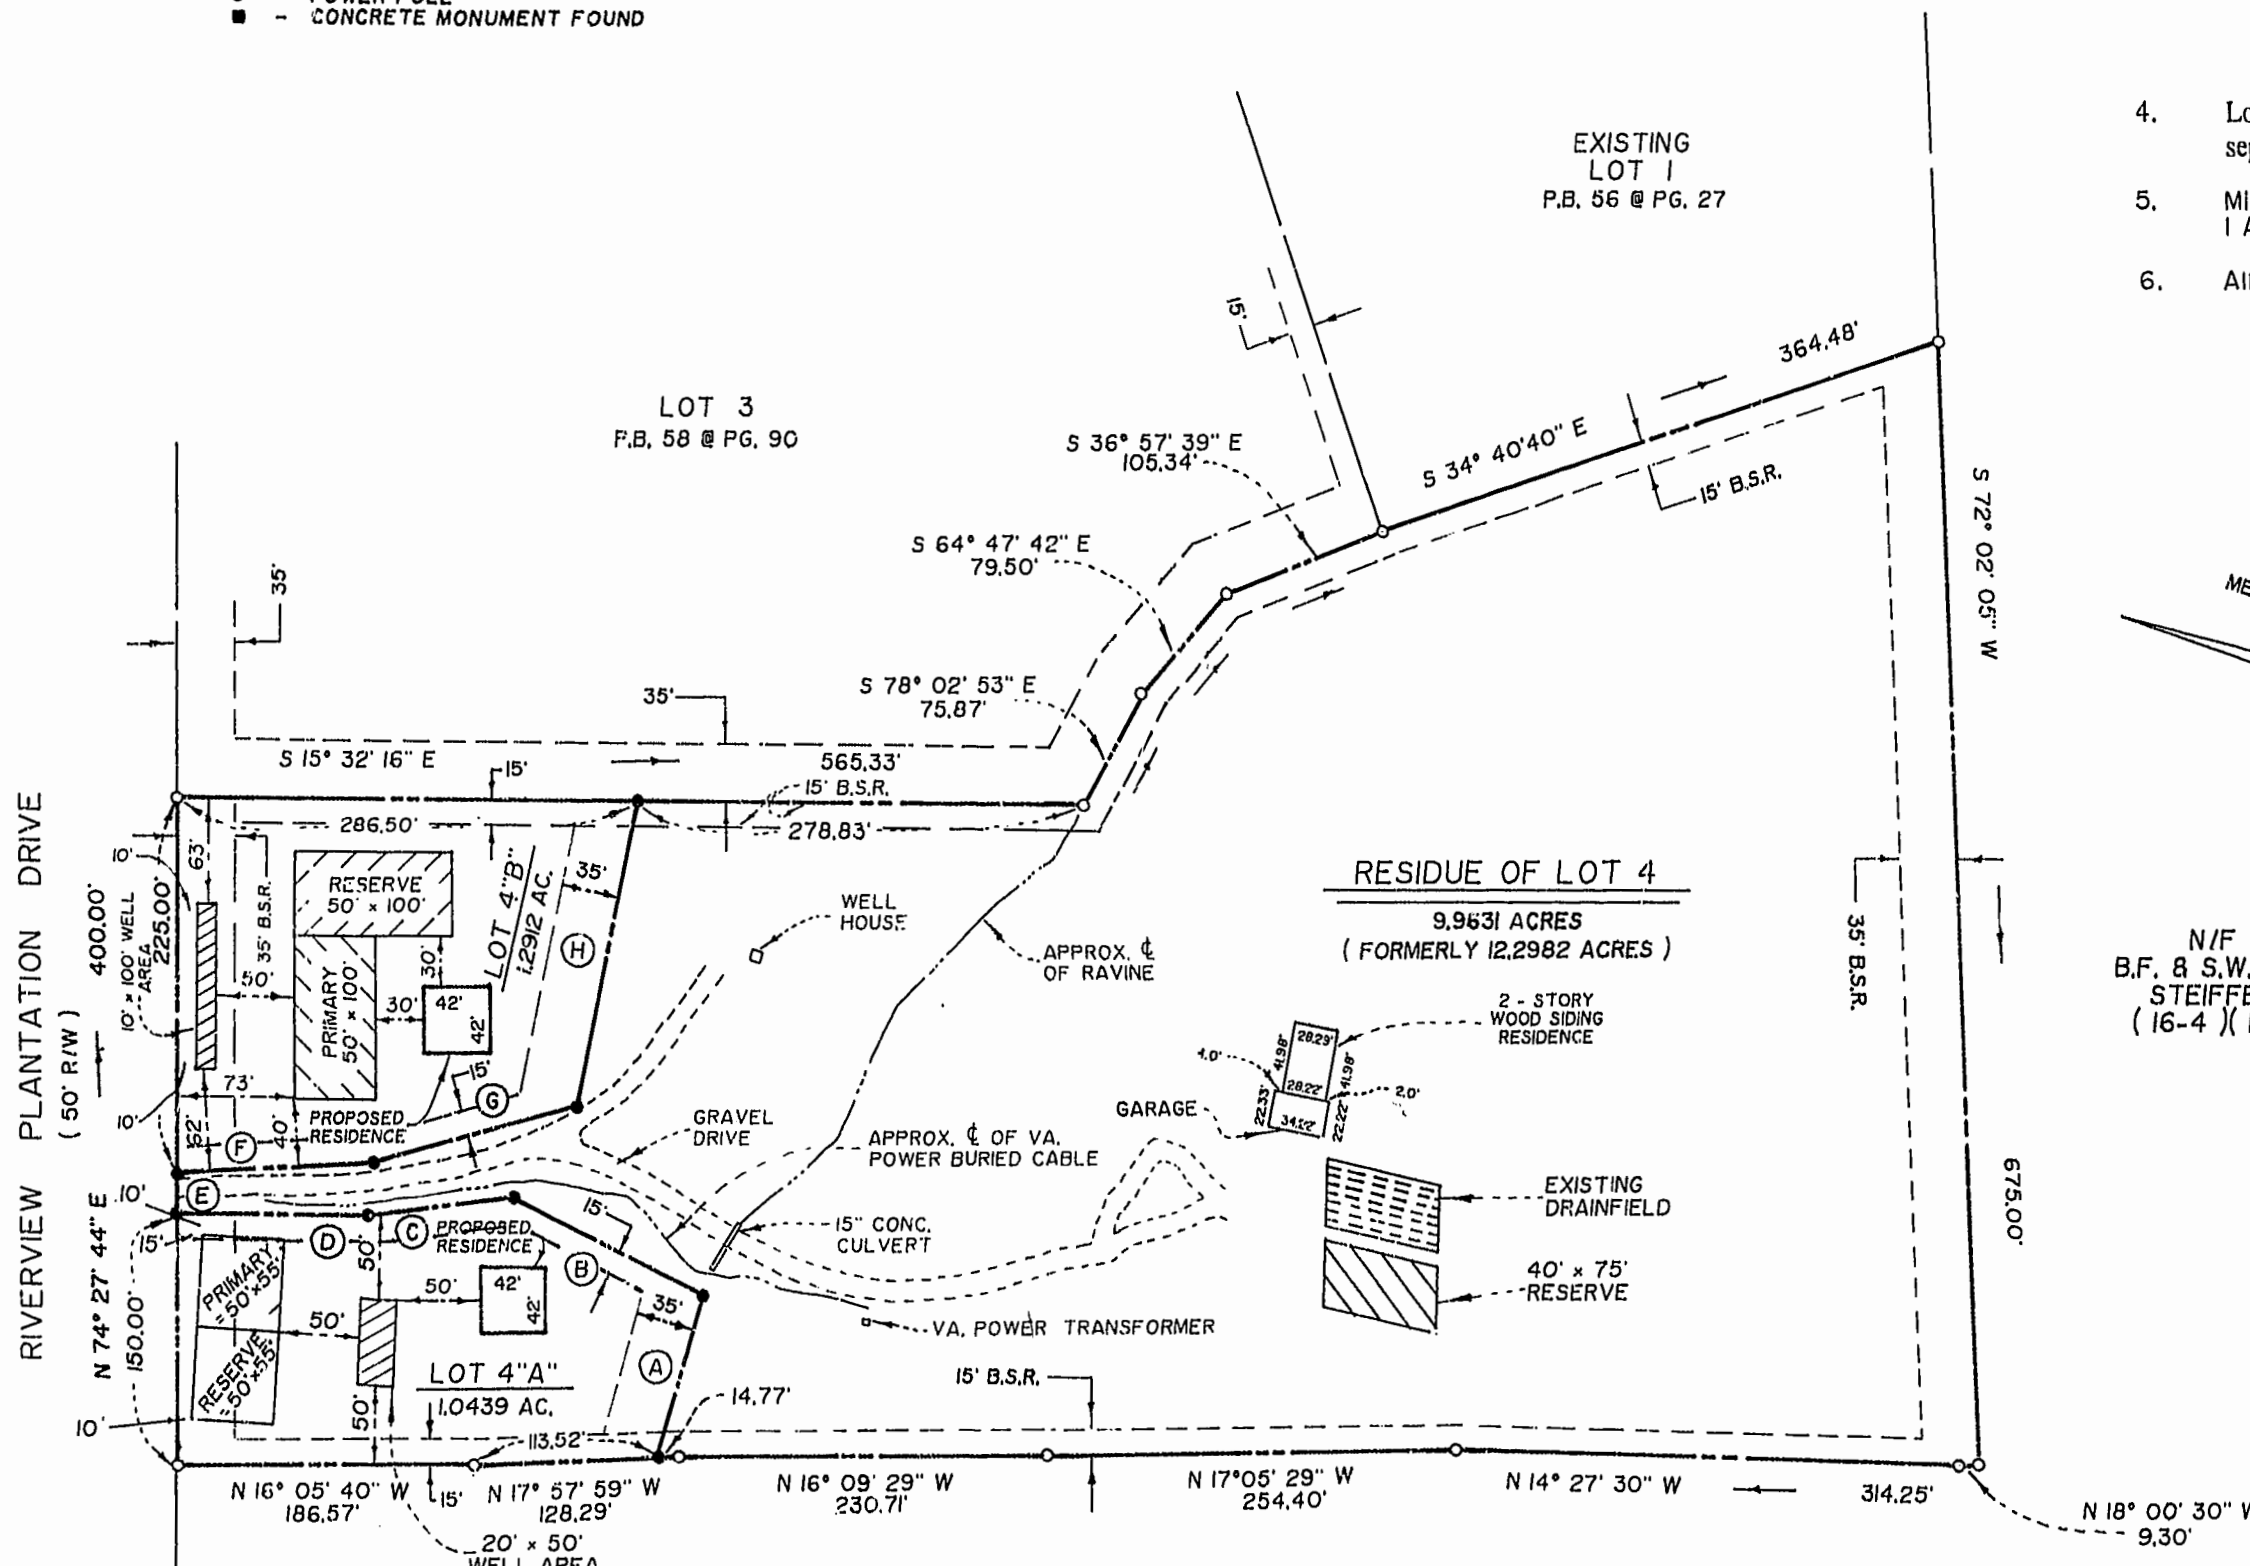 - CONCRETE MONUMENT FOUND
EXISTING
LOT 1
P.B. 56 @ PG. 27
4.
5.
6.
364.48'
15'
LOT 3
P.B. 58 @ PG. 90
S 36° 57' 39" E
105.34'
S 34° 40' 40" E
15' B.S.R.
S 72° 02' 05" W
S 64° 47' 42" E
79.50'
35'
35'
S 78° 02' 53" E
75.87'
S 15° 32' 16" E
565.33'
15'
15' B.S.R.
286.50'
278.83'
RIVERVIEW PLANTATION DRIVE
( 50' R/W )
400.00'
N 74° 27' 44" E
225.00'
10' × 100' WELL
AREA
10'
63'
35' B.S.R.
RESERVE
50' × 100'
LOT 4"B"
1.2912 AC.
35'
H
WELL
HOUSE
RESIDUE OF LOT 4
9.9631 ACRES
( FORMERLY 12.2982 ACRES )
50'
PRIMARY
50' × 100'
30'
30'
42'
42'
APPROX. ℄
OF RAVINE
2 - STORY
WOOD SIDING
RESIDENCE
35' B.S.R.
N/F
B.F. & S.W.
( 16-4 )(
28.29'
41.98'
41.98'
28.22'
2.0'
22.33'
34.22'
22.22'
GARAGE
73'
15'
G
10'
62'
F
40'
PROPOSED
RESIDENCE
GRAVEL
DRIVE
APPROX. ℄ OF VA.
POWER BURIED CABLE
E
10'
15'
D
C
50'
PROPOSED
RESIDENCE
15'
B
15" CONC.
CULVERT
EXISTING
DRAINFIELD
675.00'
PRIMARY
=50'×55'
50'
50'
42'
42'
35'
40' × 75'
RESERVE
150.00'
RESERVE
=50'×55'
VA. POWER TRANSFORMER
A
LOT 4"A"
1.0439 AC.
50'
14.77'
15' B.S.R.
10'
113.52'
N 16° 05' 40" W
186.57'
15'
N 17° 57' 59" W
128.29'
N 16° 09' 29" W
230.71'
N 17° 05' 29" W
254.40'
N 14° 27' 30" W
314.25'
N 18° 00' 30" W
9.30'
20' × 50'
WELL AREA